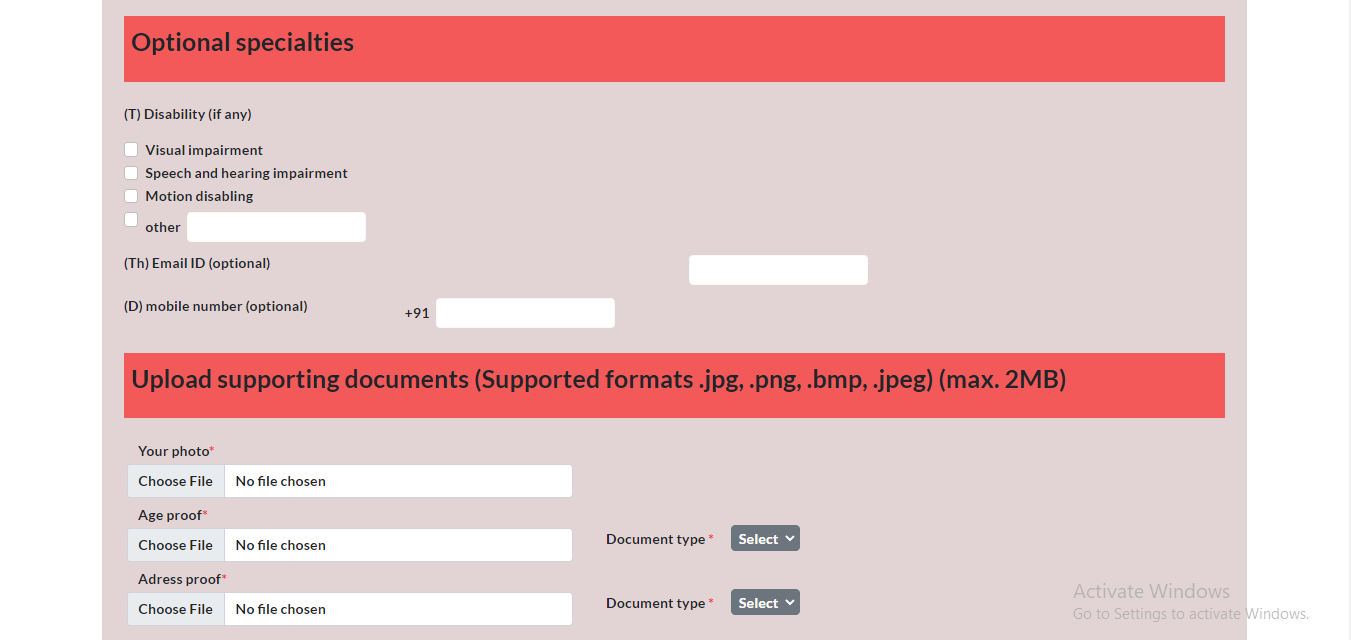 Optional specialties
(T) Disability (if any)
Visual impairment
Speech and hearing impairment
Motion disabling
other
(Th) Email ID (optional)
(D) mobile number (optional) +91
Upload supporting documents (Supported formats .jpg, .png, .bmp, .jpeg) (max. 2MB)
Your photo*
Choose File No file chosen
Age proof*
Choose File No file chosen Document type * Select
Adress proof*
Choose File No file chosen Document type * Select
Activate Windows
Go to Settings to activate Windows.